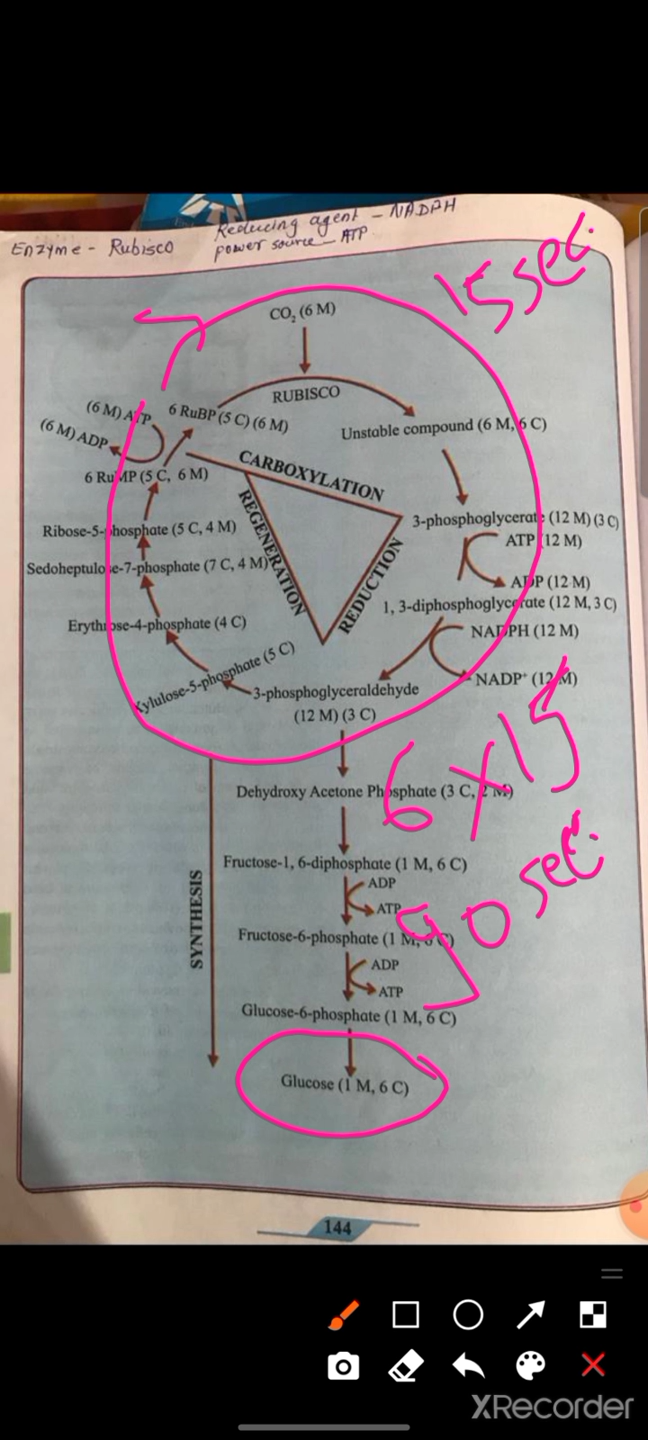 Reducing agent - NADPH
Enzyme - Rubisco power source - ATP
15 sec.
CO₂ (6 M)
RUBISCO
(6 M) ATP
6 RuBP (5 C) (6 M)
(6 M) ADP
Unstable compound (6 M, 6 C)
CARBOXYLATION
6 RuMP (5 C, 6 M)
REGENERATION
REDUCTION
3-phosphoglycerate (12 M) (3 C)
Ribose-5-phosphate (5 C, 4 M)
ATP (12 M)
Sedoheptulose-7-phosphate (7 C, 4 M)
ADP (12 M)
1, 3-diphosphoglycerate (12 M, 3 C)
Erythrose-4-phosphate (4 C)
NADPH (12 M)
Xylulose-5-phosphate (5 C)
NADP⁺ (12 M)
3-phosphoglyceraldehyde
(12 M) (3 C)
6 X 15
Dehydroxy Acetone Phosphate (3 C, 2 M)
SYNTHESIS
Fructose-1, 6-diphosphate (1 M, 6 C)
ADP
ATP
90 sec.
Fructose-6-phosphate (1 M, 6 C)
ADP
ATP
Glucose-6-phosphate (1 M, 6 C)
Glucose (1 M, 6 C)
144
XRecorder